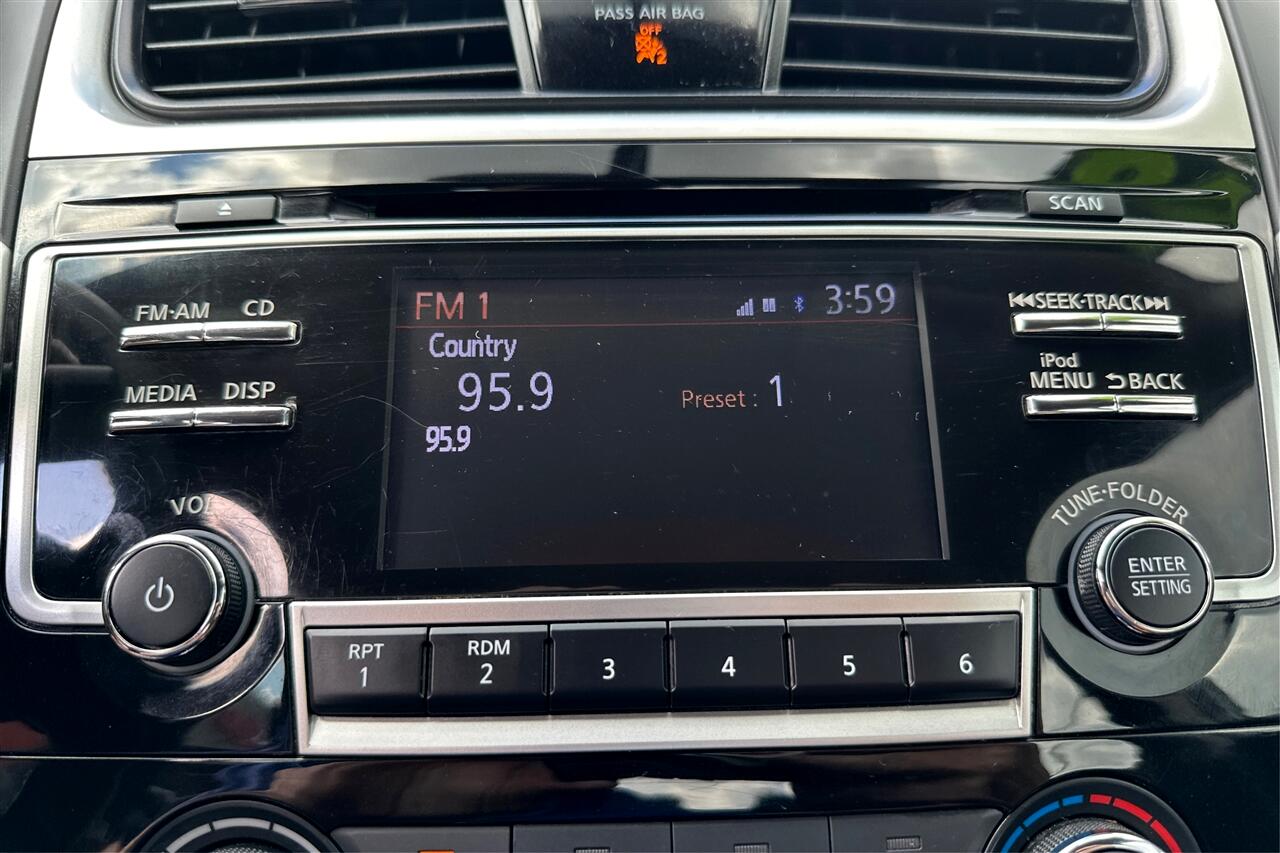 PASS AIR BAG
OFF
2
SCAN
FM·AM CD
MEDIA DISP
VOL
FM 1 3:59
Country
95.9 Preset : 1
95.9
SEEK·TRACK
iPod
MENU BACK
TUNE·FOLDER
ENTER
SETTING
RPT
1
RDM
2
3
4
5
6